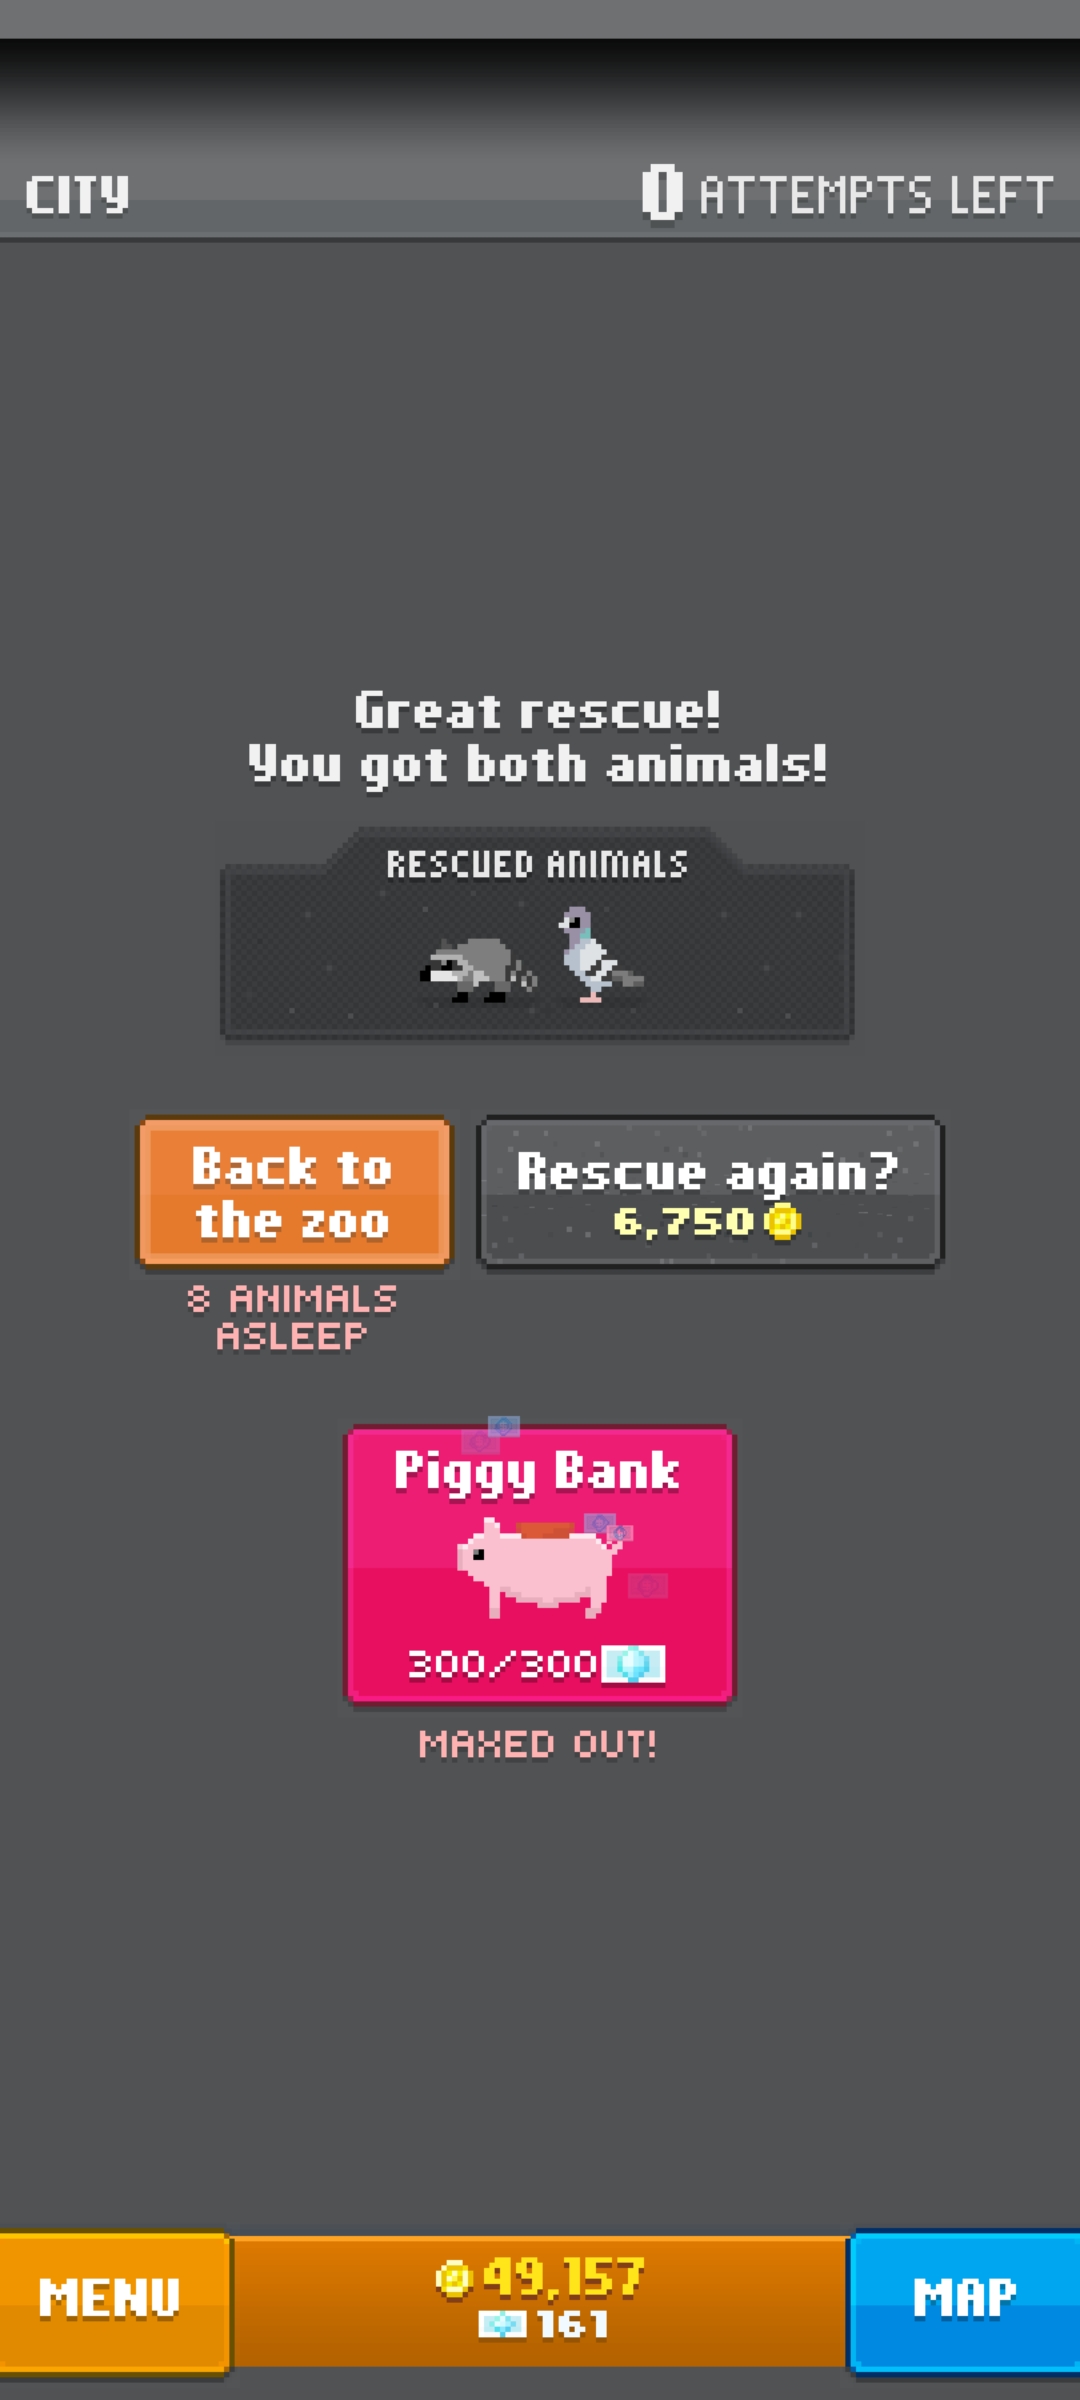 CITY
0 ATTEMPTS LEFT
Great rescue!
You got both animals!
RESCUED ANIMALS
Back to
the zoo
Rescue again?
6,750
8 ANIMALS
ASLEEP
Piggy Bank
300/300
MAXED OUT!
MENU
49,157
161
MAP